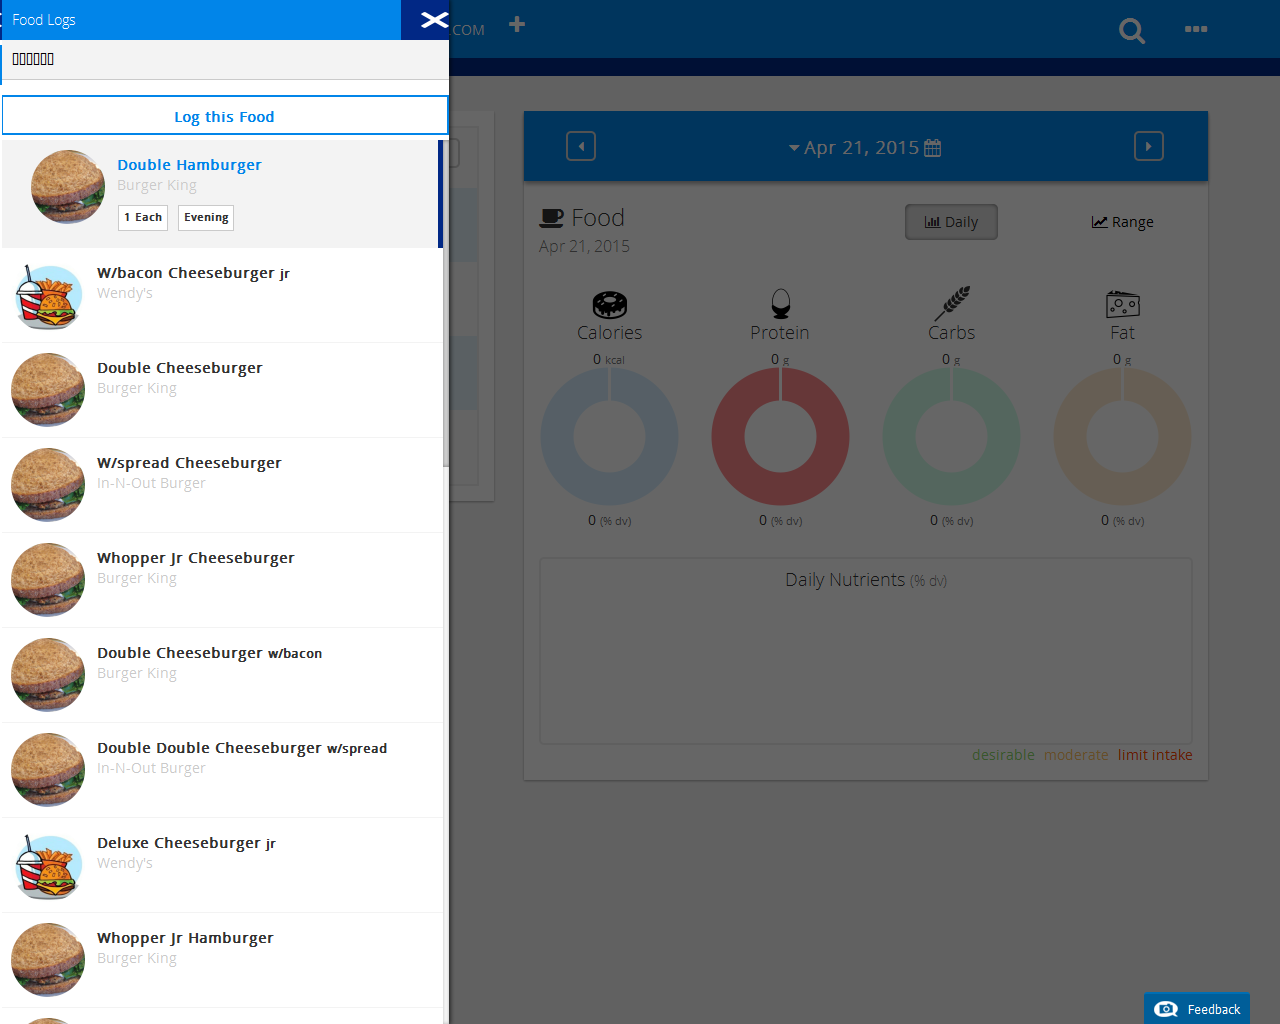 Food Logs
.COM
Log this Food
Double Hamburger
Burger King
1 Each
Evening
W/bacon Cheeseburger jr
Wendy's
Double Cheeseburger
Burger King
W/spread Cheeseburger
In-N-Out Burger
Whopper Jr Cheeseburger
Burger King
Double Cheeseburger w/bacon
Burger King
Double Double Cheeseburger w/spread
In-N-Out Burger
Deluxe Cheeseburger jr
Wendy's
Whopper Jr Hamburger
Burger King
Apr 21, 2015
Food
Apr 21, 2015
Daily
Range
Calories
Protein
Carbs
Fat
0 kcal
0 g
0 g
0 g
0 (% dv)
0 (% dv)
0 (% dv)
0 (% dv)
Daily Nutrients (% dv)
desirable moderate limit intake
Feedback